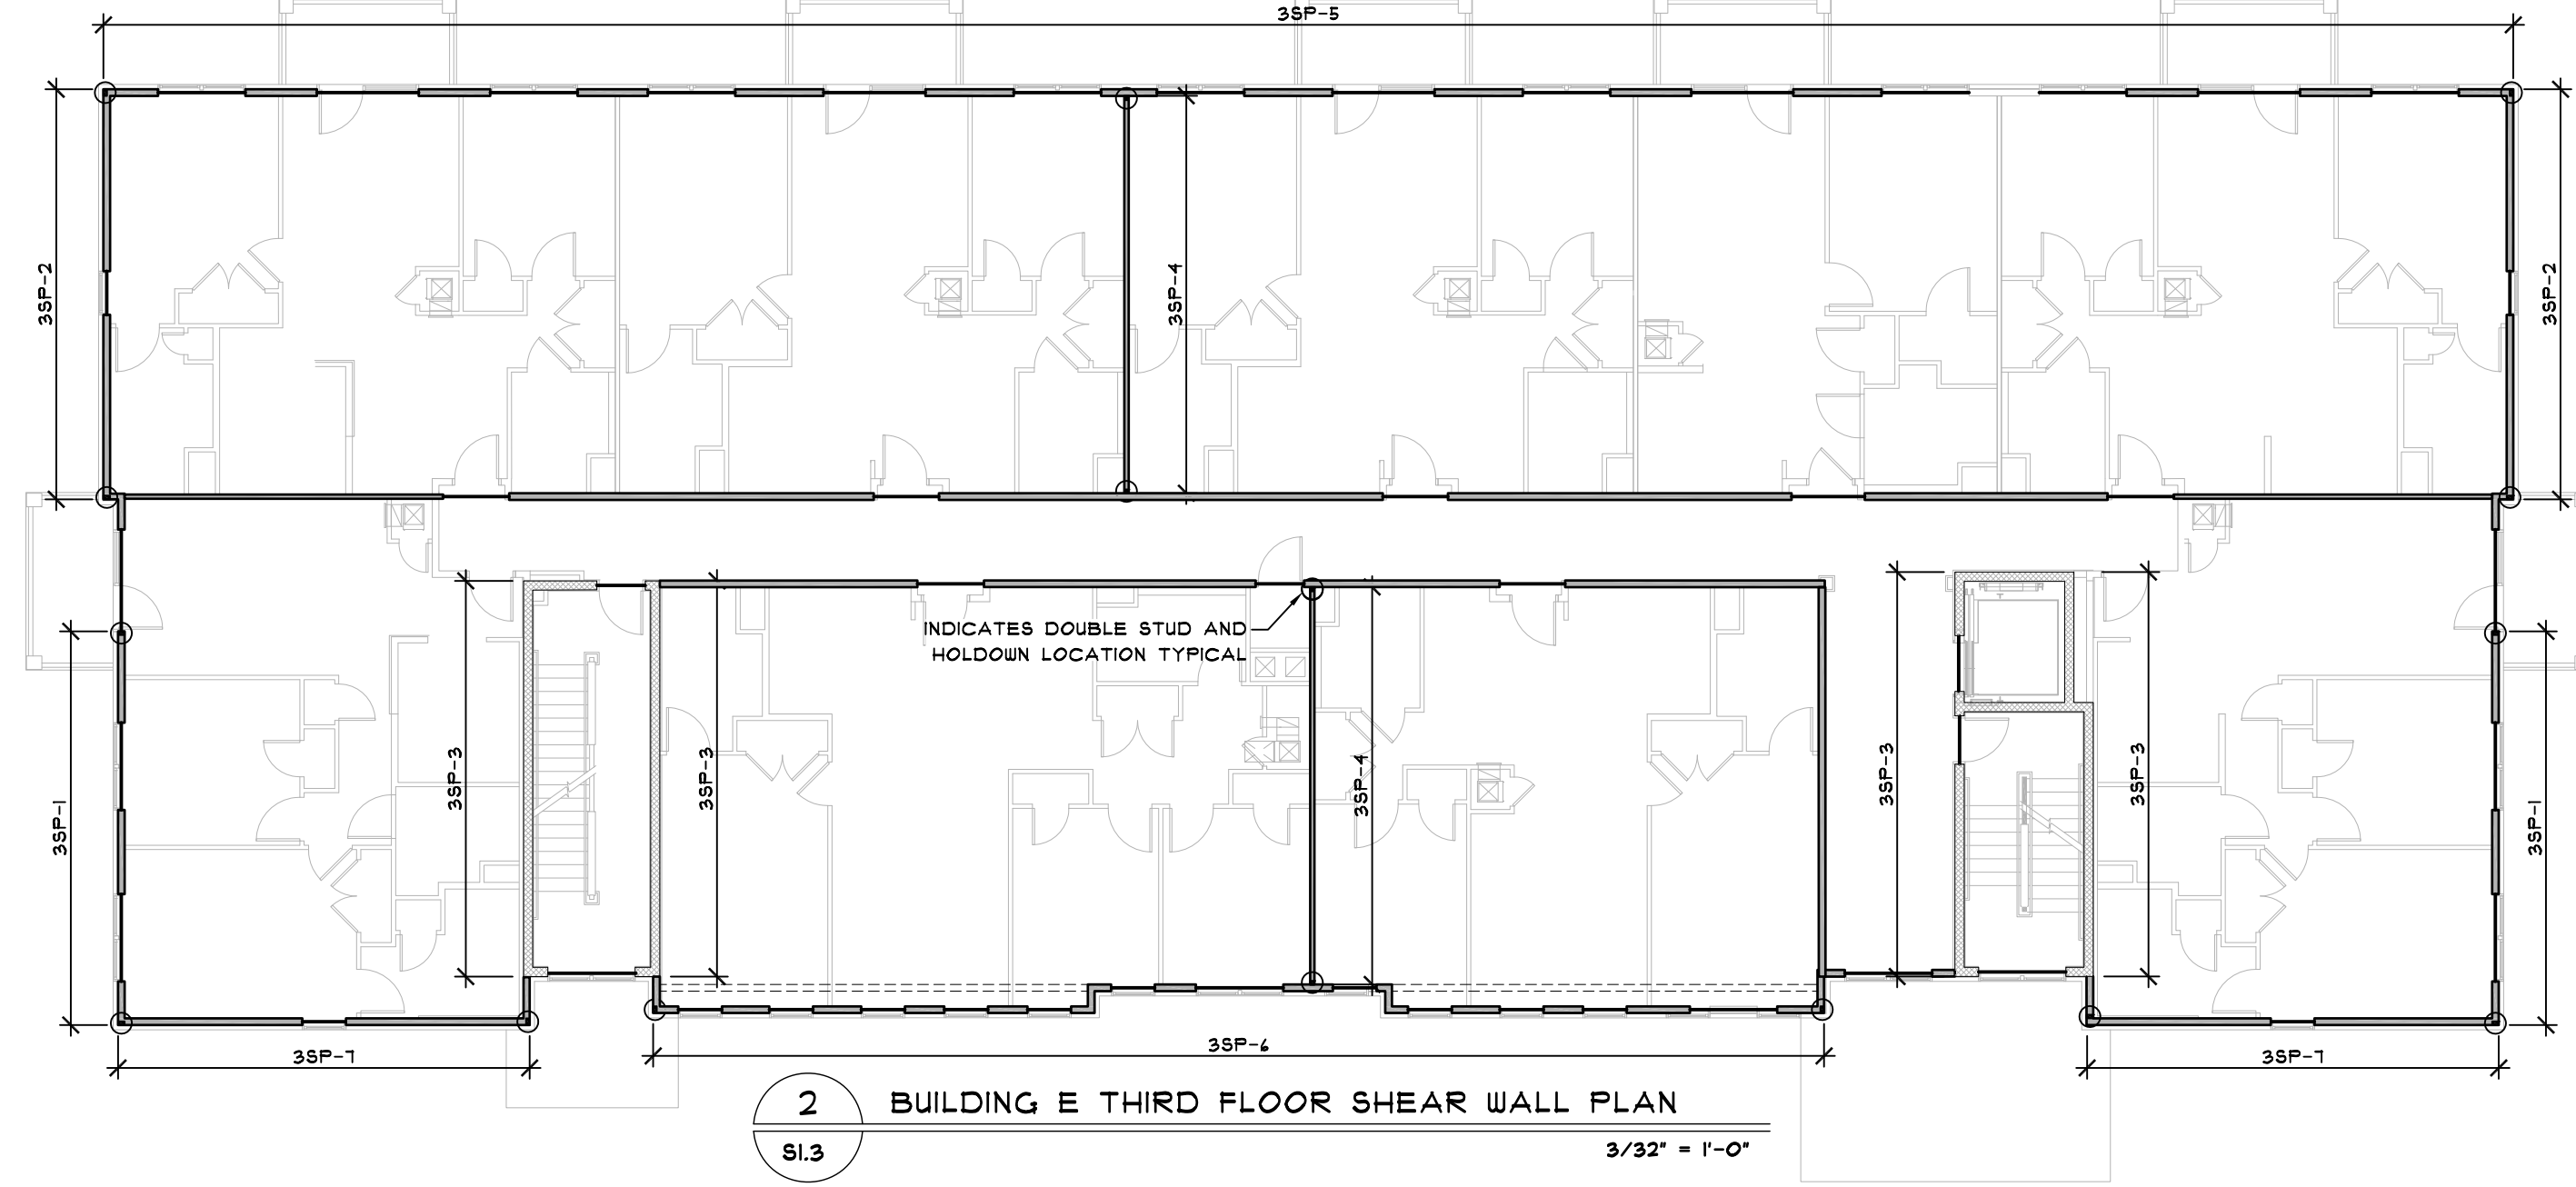 3SP-5
3SP-2
3SP-4
3SP-2
INDICATES DOUBLE STUD AND
HOLDOWN LOCATION TYPICAL
3SP-1
3SP-3
3SP-3
3SP-4
3SP-3
3SP-3
3SP-1
3SP-7
3SP-6
3SP-7
2
BUILDING E THIRD FLOOR SHEAR WALL PLAN
S1.3
3/32" = 1'-0"